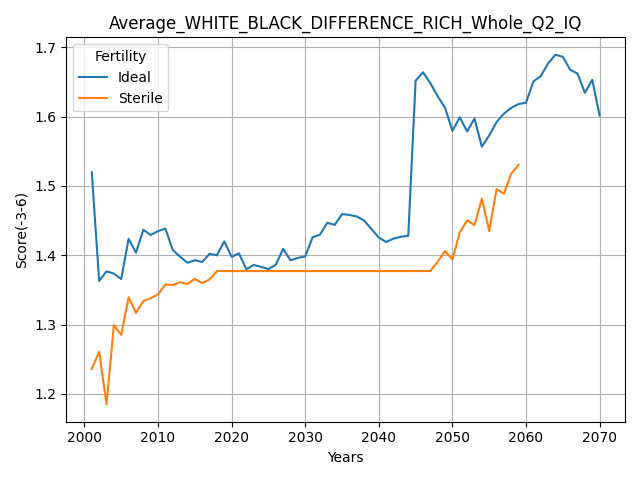 Average_WHITE_BLACK_DIFFERENCE_RICH_Whole_Q2_IQ
Fertility
Ideal
Sterile
Score(-3-6)
1.7
1.6
1.5
1.4
1.3
1.2
2000 2010 2020 2030 2040 2050 2060 2070
Years